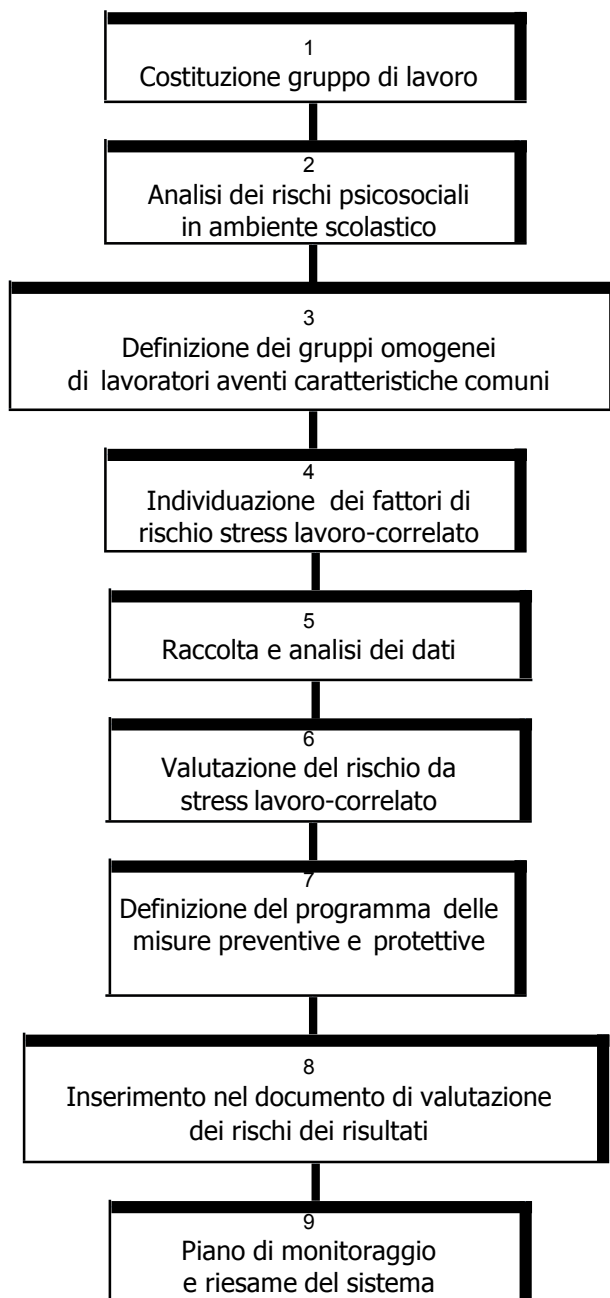 1
Costituzione gruppo di lavoro
2
Analisi dei rischi psicosociali
in ambiente scolastico
3
Definizione dei gruppi omogenei
di lavoratori aventi caratteristiche comuni
4
Individuazione dei fattori di
rischio stress lavoro-correlato
5
Raccolta e analisi dei dati
6
Valutazione del rischio da
stress lavoro-correlato
7
Definizione del programma delle
misure preventive e protettive
8
Inserimento nel documento di valutazione
dei rischi dei risultati
9
Piano di monitoraggio
e riesame del sistema